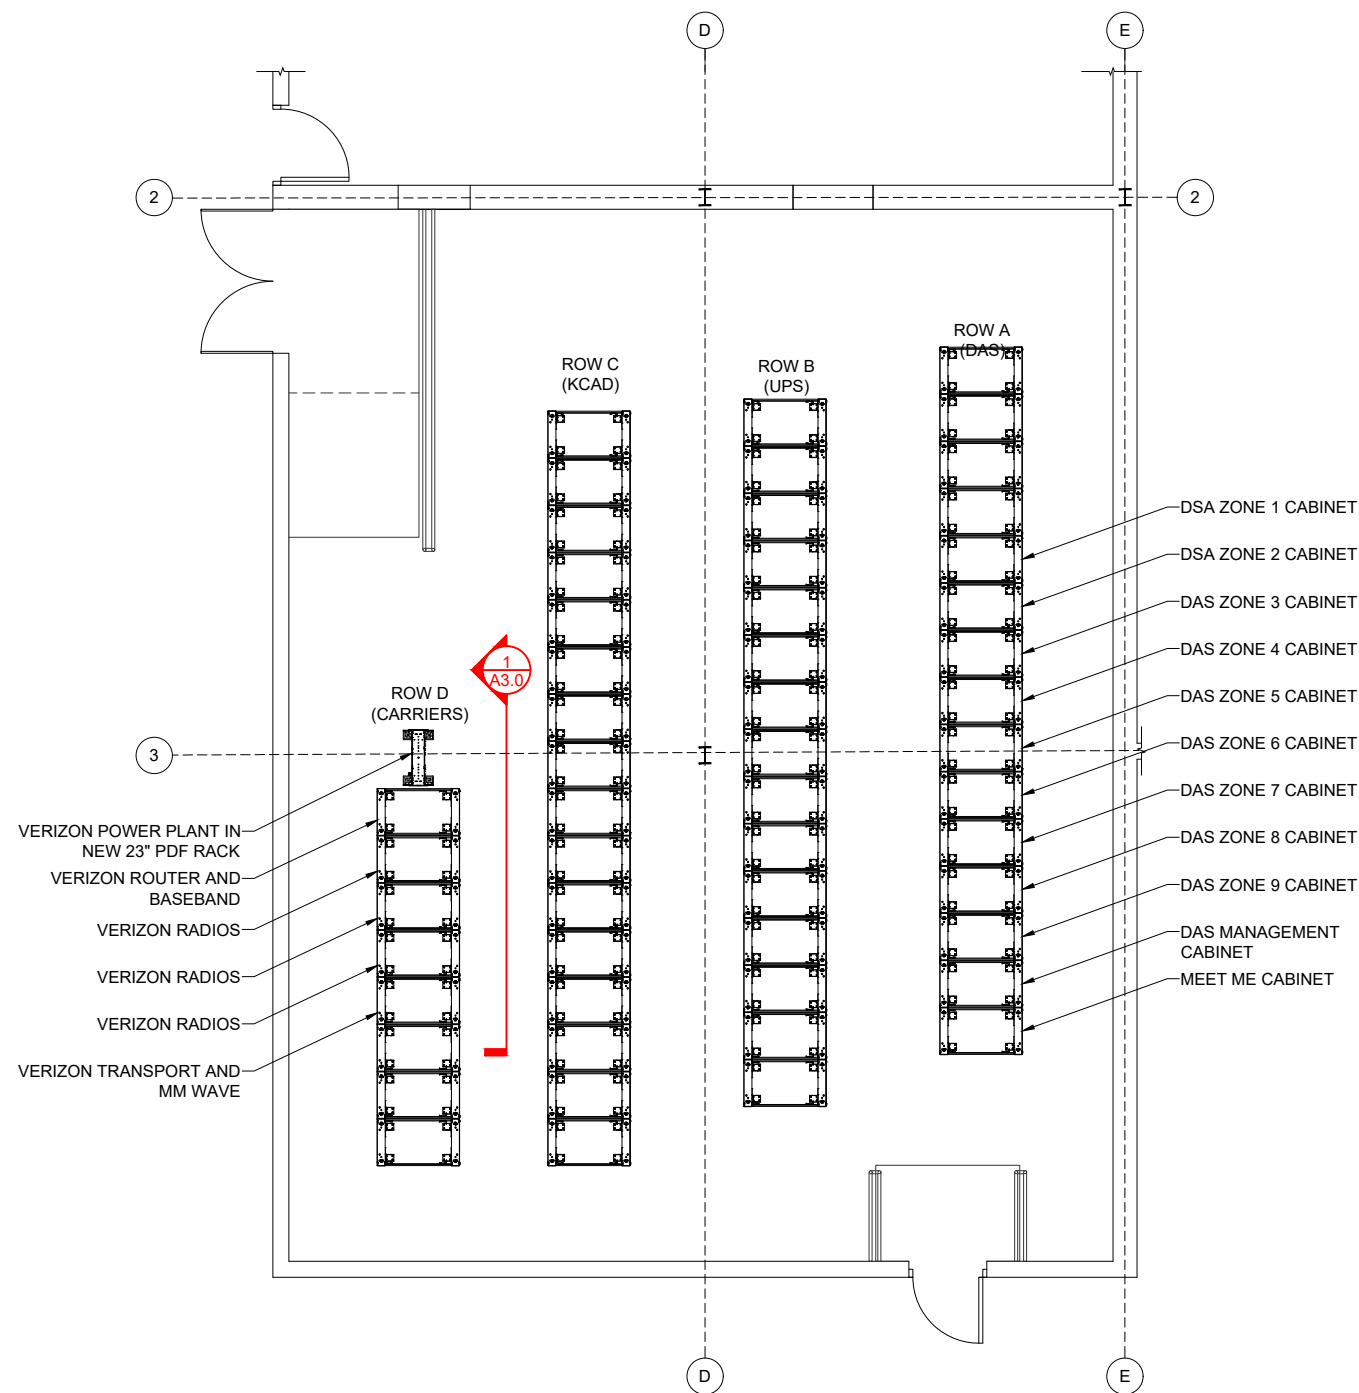 D
E
2
2
ROW A
(DAS)
ROW C
(KCAD)
ROW B
(UPS)
DSA ZONE 1 CABINET
DSA ZONE 2 CABINET
DAS ZONE 3 CABINET
DAS ZONE 4 CABINET
1
A3.0
ROW D
(CARRIERS)
DAS ZONE 5 CABINET
3
DAS ZONE 6 CABINET
DAS ZONE 7 CABINET
VERIZON POWER PLANT IN
NEW 23" PDF RACK
DAS ZONE 8 CABINET
VERIZON ROUTER AND
BASEBAND
DAS ZONE 9 CABINET
VERIZON RADIOS
DAS MANAGEMENT
CABINET
VERIZON RADIOS
MEET ME CABINET
VERIZON RADIOS
VERIZON TRANSPORT AND
MM WAVE
D
E